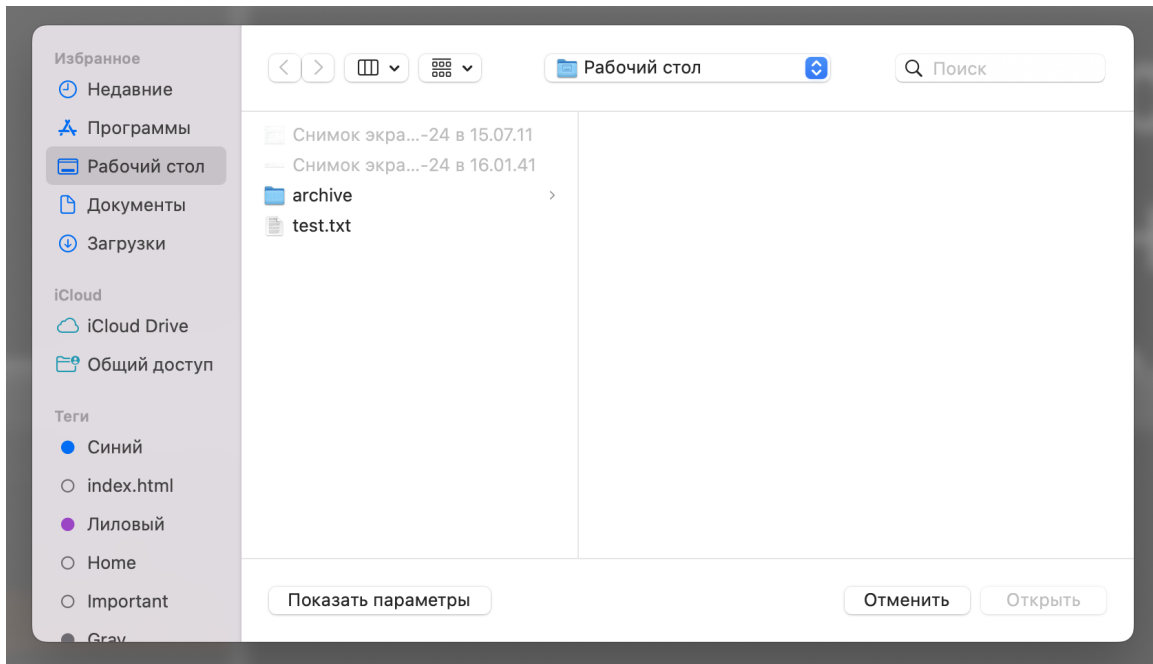 Избранное
Недавние
Программы
Рабочий стол
Документы
Загрузки
iCloud
iCloud Drive
Общий доступ
Теги
Синий
index.html
Лиловый
Home
Important
Gray
Рабочий стол
Поиск
Снимок экра...-24 в 15.07.11
Снимок экра...-24 в 16.01.41
archive
test.txt
Показать параметры
Отменить
Открыть